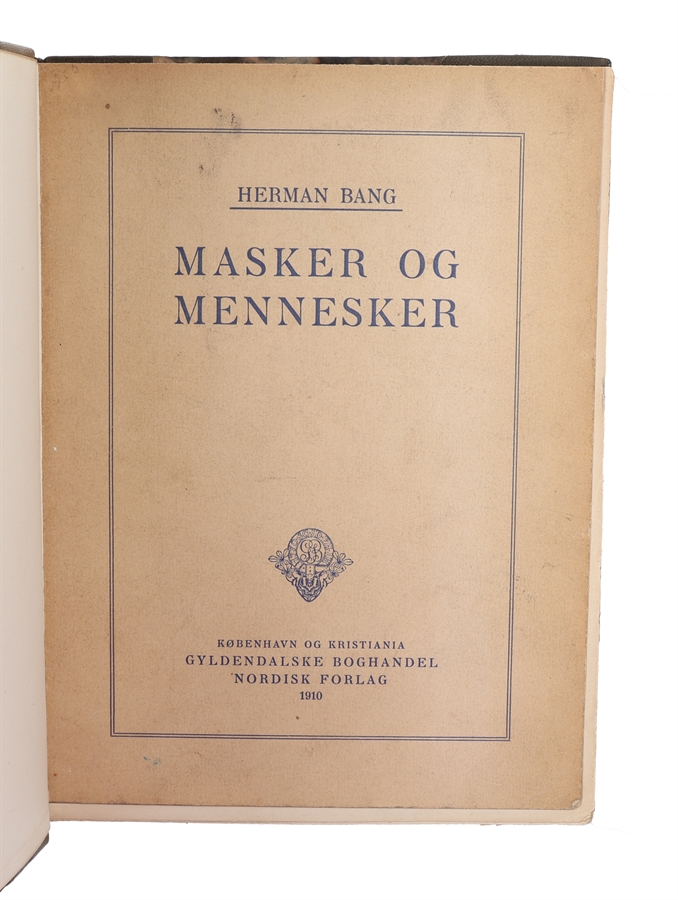 HERMAN BANG
MASKER OG
MENNESKER
KØBENHAVN OG KRISTIANIA
GYLDENDALSKE BOGHANDEL
NORDISK FORLAG
1910